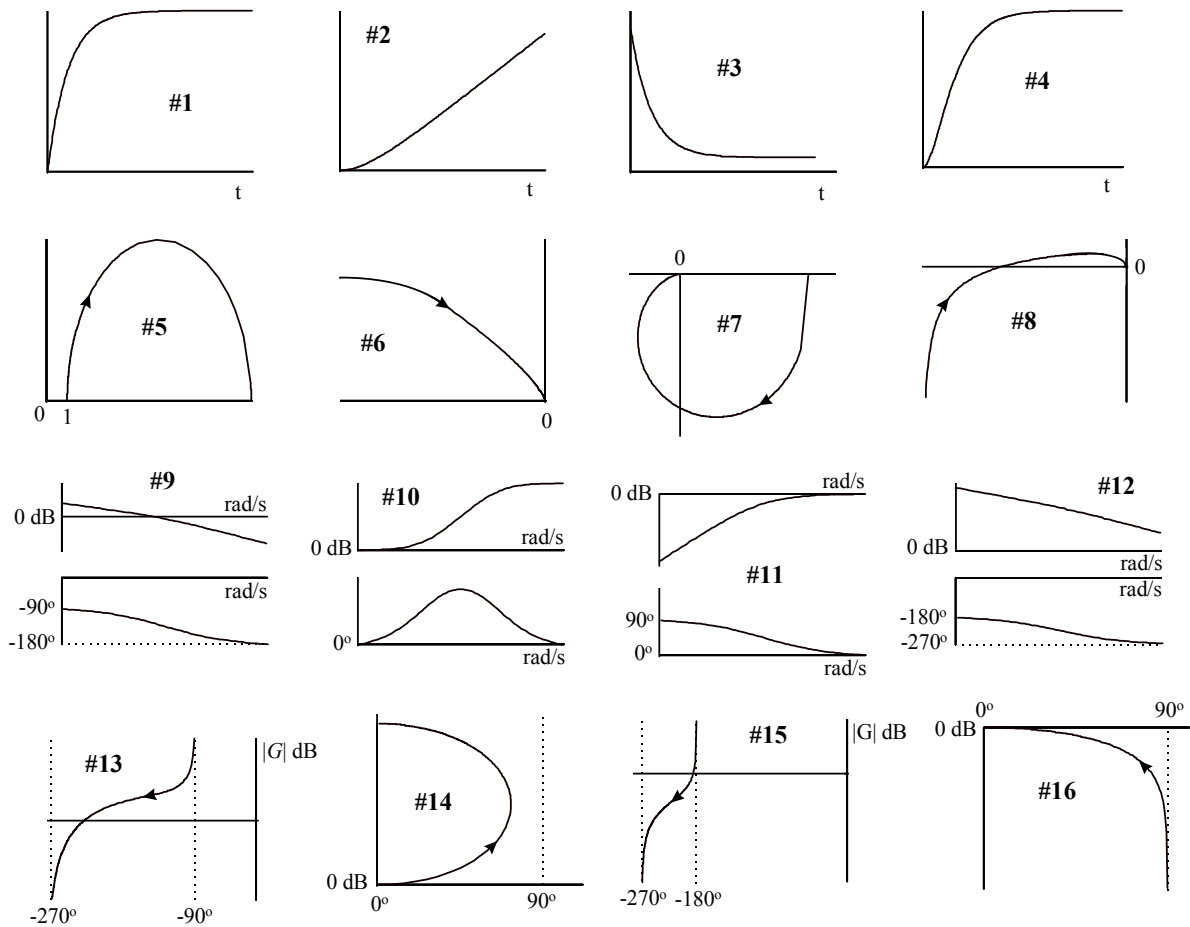 #1
t
#2
t
#3
t
#4
t
#5
0
1
#6
0
0
#7
#8
0
#9
rad/s
0 dB
rad/s
-90º
-180º
#10
0 dB
rad/s
0º
rad/s
rad/s
0 dB
#11
90º
0º
rad/s
#12
0 dB
rad/s
rad/s
-180º
-270º
#13
|G| dB
-270º
-90º
#14
0 dB
0º
90º
#15
|G| dB
-270º
-180º
0º
90º
0 dB
#16